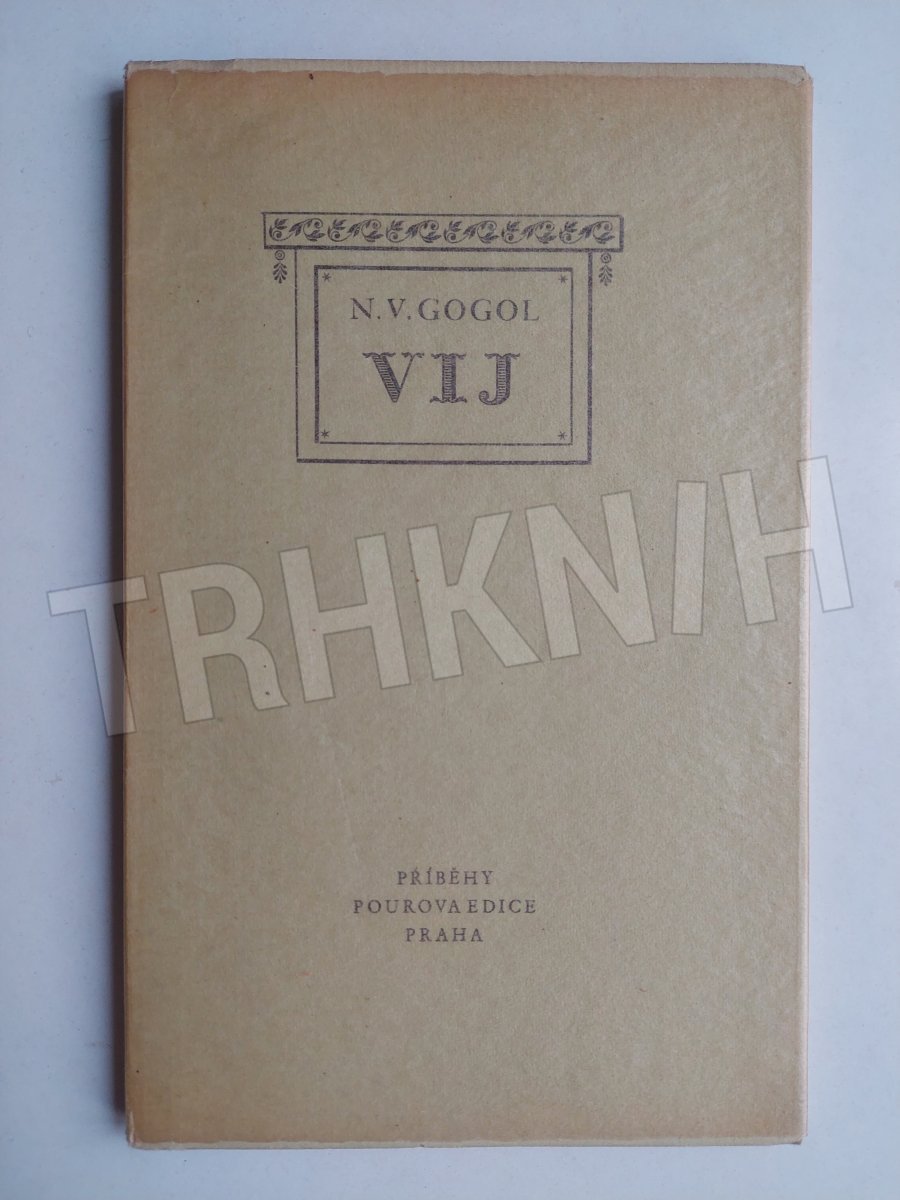 N.V.GOGOL
VIJ
TRHKNIH
PŘÍBĚHY
POUROVA EDICE
PRAHA